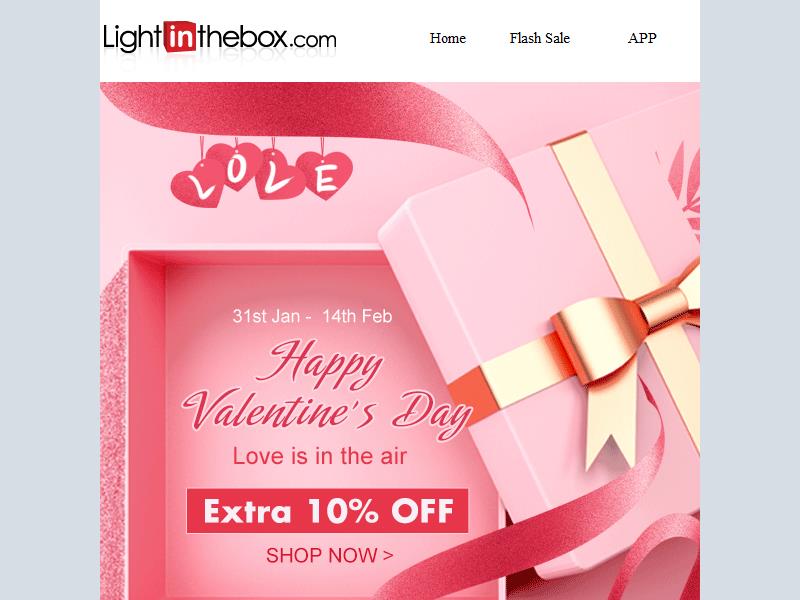 Lightinthebox.com
Home Flash Sale APP
LOVE
31st Jan - 14th Feb
Happy
Valentine's Day
Love is in the air
Extra 10% OFF
SHOP NOW >